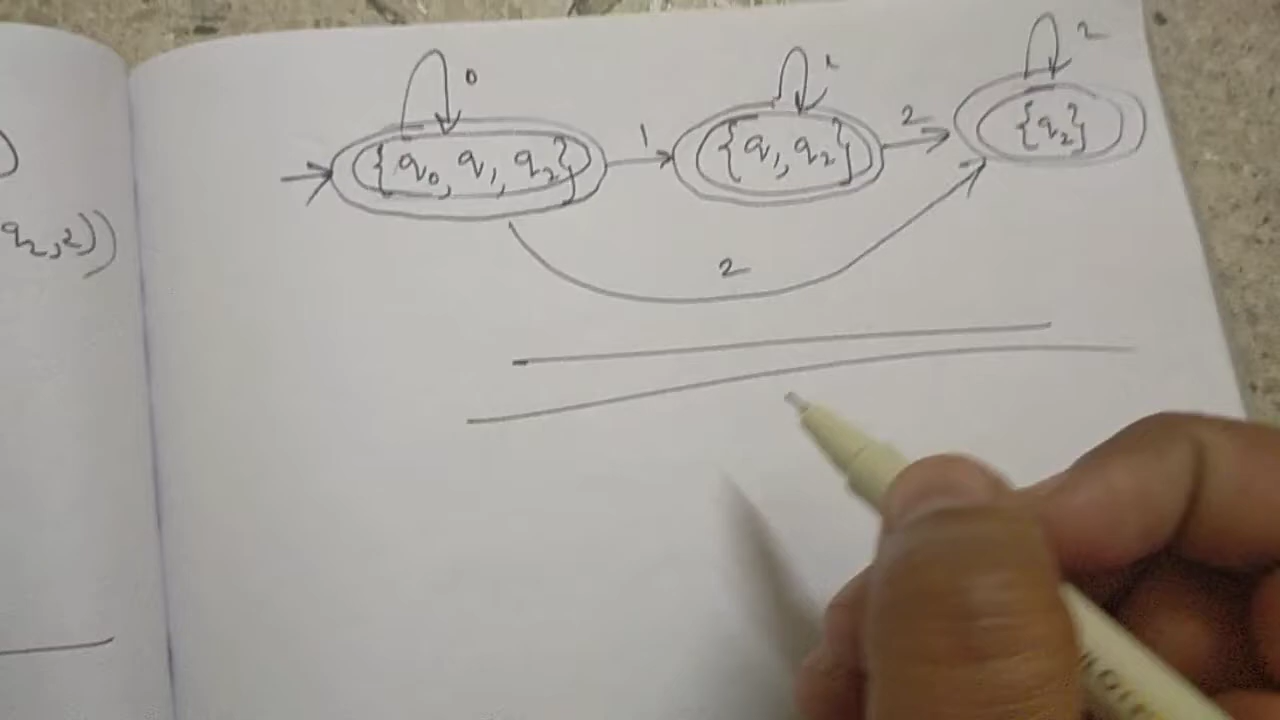 0 1 2
{q0, q1, q2} 1 {q1, q2} 2 {q2}
q2, 2))
2